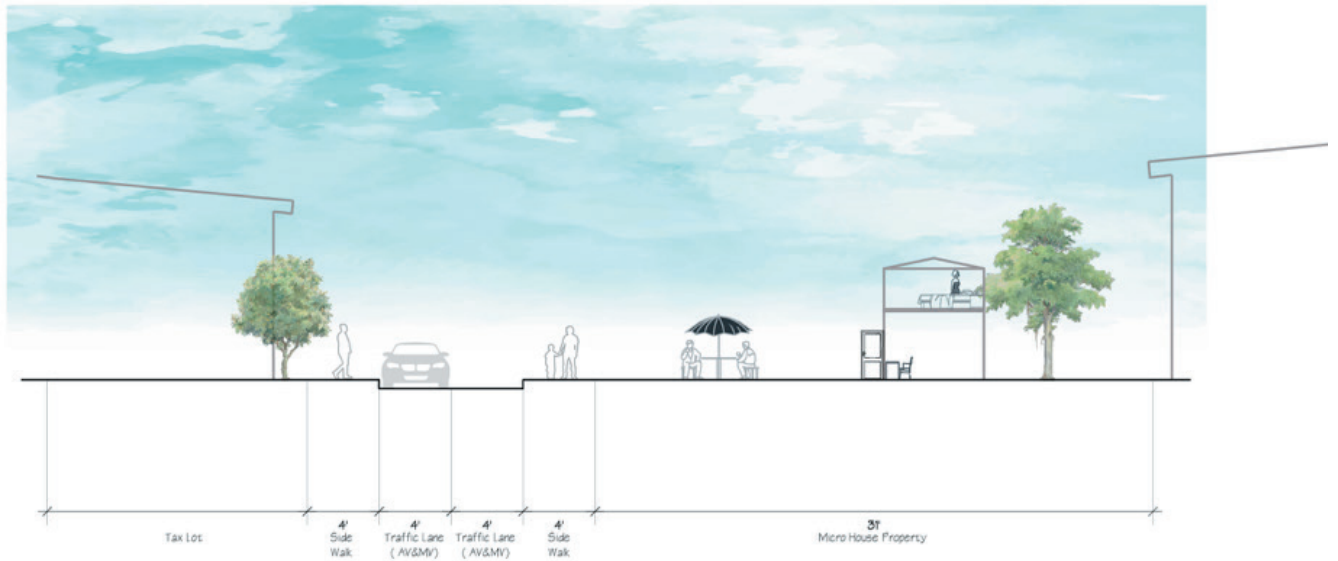 Tax Lot
4'
Side
Walk
4'
Traffic Lane
( AV&MV)
4'
Traffic Lane
( AV&MV)
4'
Side
Walk
31'
Micro House Property